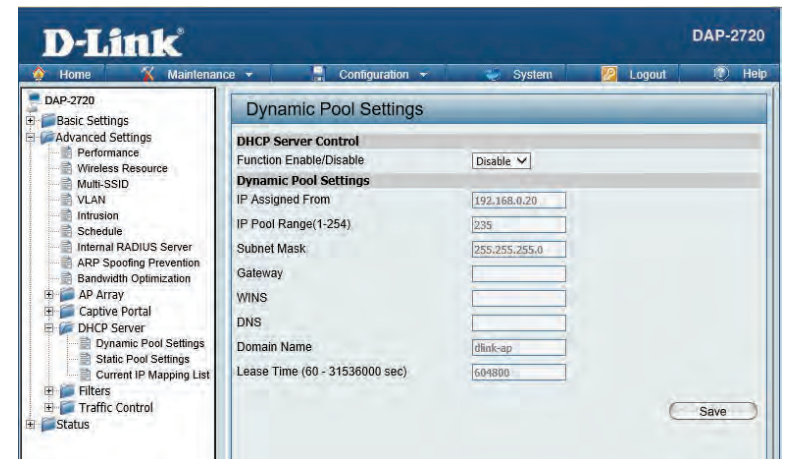 D-Link
DAP-2720
Home
Maintenance
Configuration
System
Logout
Help
DAP-2720
Basic Settings
Advanced Settings
Performance
Wireless Resource
Multi-SSID
VLAN
Intrusion
Schedule
Internal RADIUS Server
ARP Spoofing Prevention
Bandwidth Optimization
AP Array
Captive Portal
DHCP Server
Dynamic Pool Settings
Static Pool Settings
Current IP Mapping List
Filters
Traffic Control
Status
Dynamic Pool Settings
DHCP Server Control
Function Enable/Disable Disable
Dynamic Pool Settings
IP Assigned From 192.168.0.20
IP Pool Range(1-254) 235
Subnet Mask 255.255.255.0
Gateway
WINS
DNS
Domain Name dlink-ap
Lease Time (60 - 31536000 sec) 604800
Save